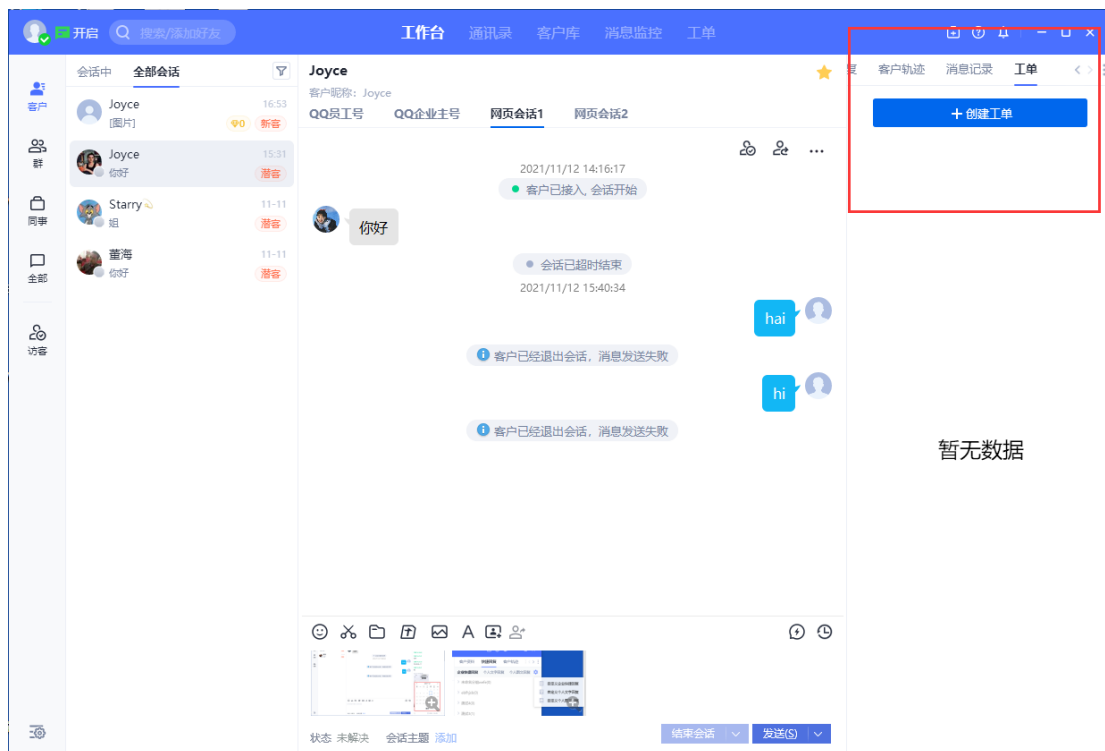 开启 搜索/添加好友 工作台 通讯录 客户库 消息监控 工单
客户
群
同事
全部
访客
会话中 全部会话
Joyce 16:53
[图片] 0 新客
Joyce 15:31
你好 潜客
Starry 11-11
姐 潜客
董海 11-11
你好 潜客
Joyce
客户昵称: Joyce
QQ员工号 QQ企业主号 网页会话1 网页会话2
2021/11/12 14:16:17
客户已接入, 会话开始
你好
会话已超时结束
2021/11/12 15:40:34
hai
客户已经退出会话，消息发送失败
hi
客户已经退出会话，消息发送失败
状态 未解决 会话主题 添加
结束会话 发送(S)
复 客户轨迹 消息记录 工单
创建工单
暂无数据